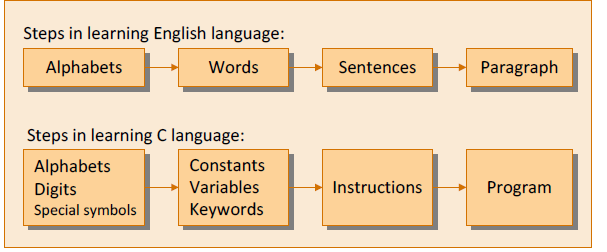 Steps in learning English language:
Alphabets
Words
Sentences
Paragraph
Steps in learning C language:
Alphabets
Digits
Special symbols
Constants
Variables
Keywords
Instructions
Program